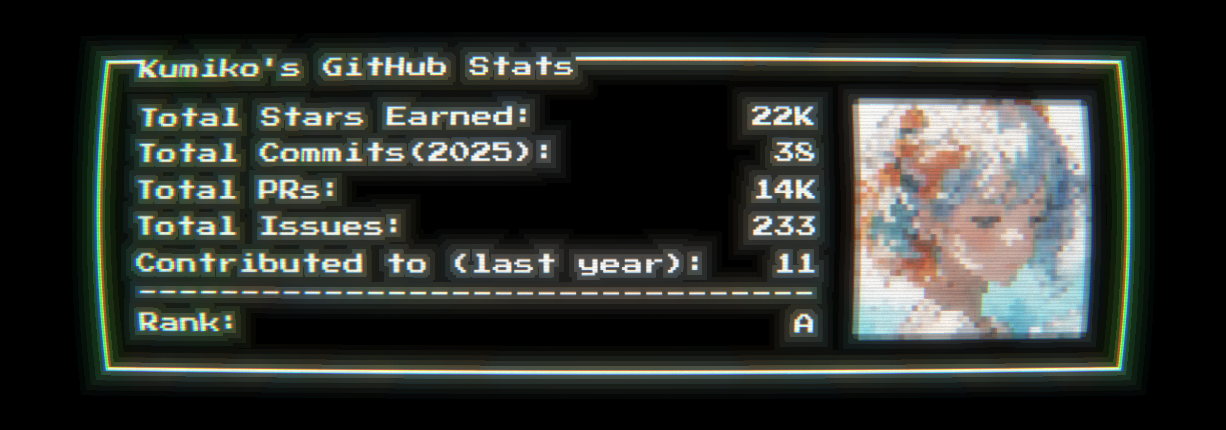 Kumiko's GitHub Stats
Total Stars Earned: 22K
Total Commits(2025): 38
Total PRs: 14K
Total Issues: 233
Contributed to (last year): 11
---------------------------------
Rank: A